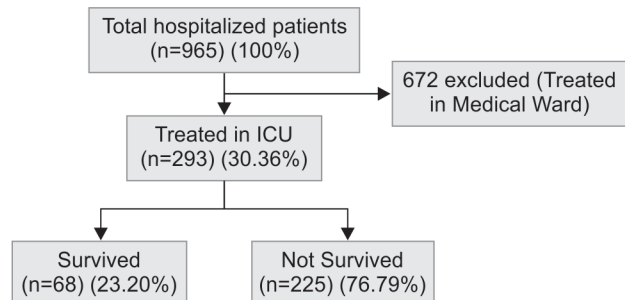 Total hospitalized patients
(n=965) (100%)
672 excluded (Treated
in Medical Ward)
Treated in ICU
(n=293) (30.36%)
Survived
(n=68) (23.20%)
Not Survived
(n=225) (76.79%)